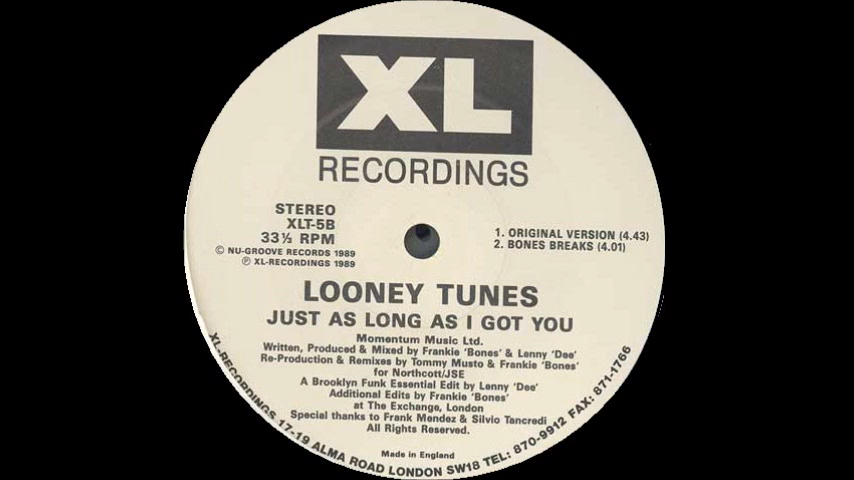 XL
RECORDINGS
STEREO
XLT-5B
33⅓ RPM
© NU-GROOVE RECORDS 1989
℗ XL-RECORDINGS 1989
1. ORIGINAL VERSION (4.43)
2. BONES BREAKS (4.01)
LOONEY TUNES
JUST AS LONG AS I GOT YOU
Momentum Music Ltd.
Written, Produced & Mixed by Frankie 'Bones' & Lenny 'Dee'
Re-Production & Remixes by Tommy Musto & Frankie 'Bones'
for Northcott/JSE
A Brooklyn Funk Essential Edit by Lenny 'Dee'
Additional Edits by Frankie 'Bones'
at The Exchange, London
Special thanks to Frank Mendez & Silvio Tancredi
All Rights Reserved.
Made in England
XL-RECORDINGS, 17-19 ALMA ROAD LONDON SW18 TEL: 870-9912 FAX: 871-1766